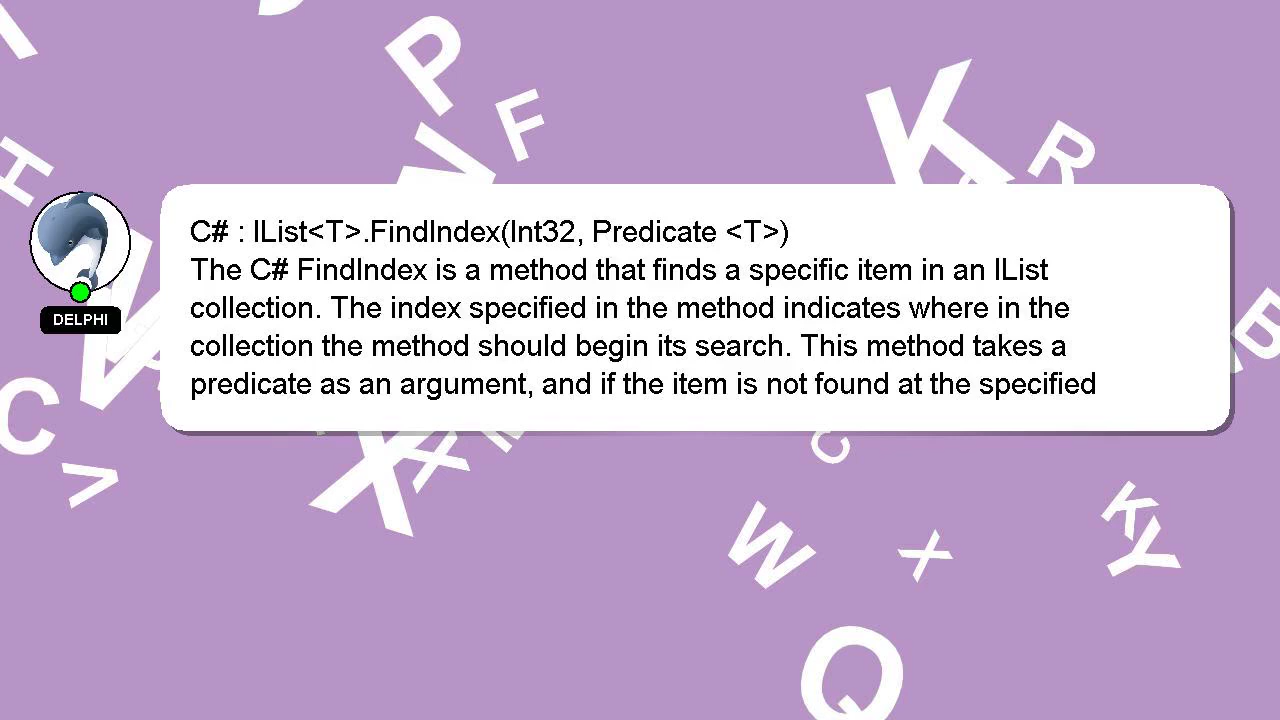 C# : IList<T>.FindIndex(Int32, Predicate <T>)
The C# FindIndex is a method that finds a specific item in an IList
collection. The index specified in the method indicates where in the
collection the method should begin its search. This method takes a
predicate as an argument, and if the item is not found at the specified
DELPHI
P
F
N
K
R
H
C
V
X
X
C
W
X
K
Y
Q
B